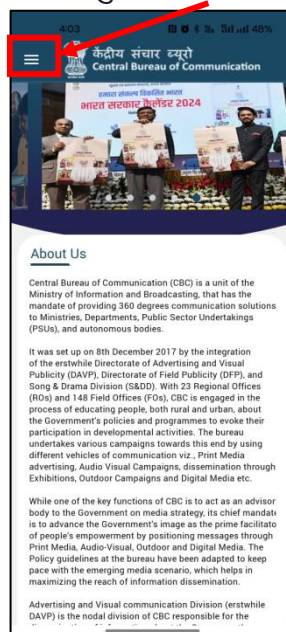 4:03
48%
केंद्रीय संचार ब्यूरो
Central Bureau of Communication
हमारा संकल्प विकसित भारत
भारत सरकार कैलेंडर 2024
About Us
Central Bureau of Communication (CBC) is a unit of the
Ministry of Information and Broadcasting, that has the
mandate of providing 360 degrees communication solutions
to Ministries, Departments, Public Sector Undertakings
(PSUs), and autonomous bodies.
It was set up on 8th December 2017 by the integration
of the erstwhile Directorate of Advertising and Visual
Publicity (DAVP), Directorate of Field Publicity (DFP), and
Song & Drama Division (S&DD). With 23 Regional Offices
(ROs) and 148 Field Offices (FOs), CBC is engaged in the
process of educating people, both rural and urban, about
the Government's policies and programmes to evoke their
participation in developmental activities. The bureau
undertakes various campaigns towards this end by using
different vehicles of communication viz., Print Media
advertising, Audio Visual Campaigns, dissemination through
Exhibitions, Outdoor Campaigns and Digital Media etc.
While one of the key functions of CBC is to act as an advisor
body to the Government on media strategy, its chief mandate
is to advance the Government's image as the prime facilitato
of people's empowerment by positioning messages through
Print Media, Audio-Visual, Outdoor and Digital Media. The
Policy guidelines at the bureau have been adapted to keep
pace with the emerging media scenario, which helps in
maximizing the reach of information dissemination.
Advertising and Visual communication Division (erstwhile
DAVP) is the nodal division of CBC responsible for the